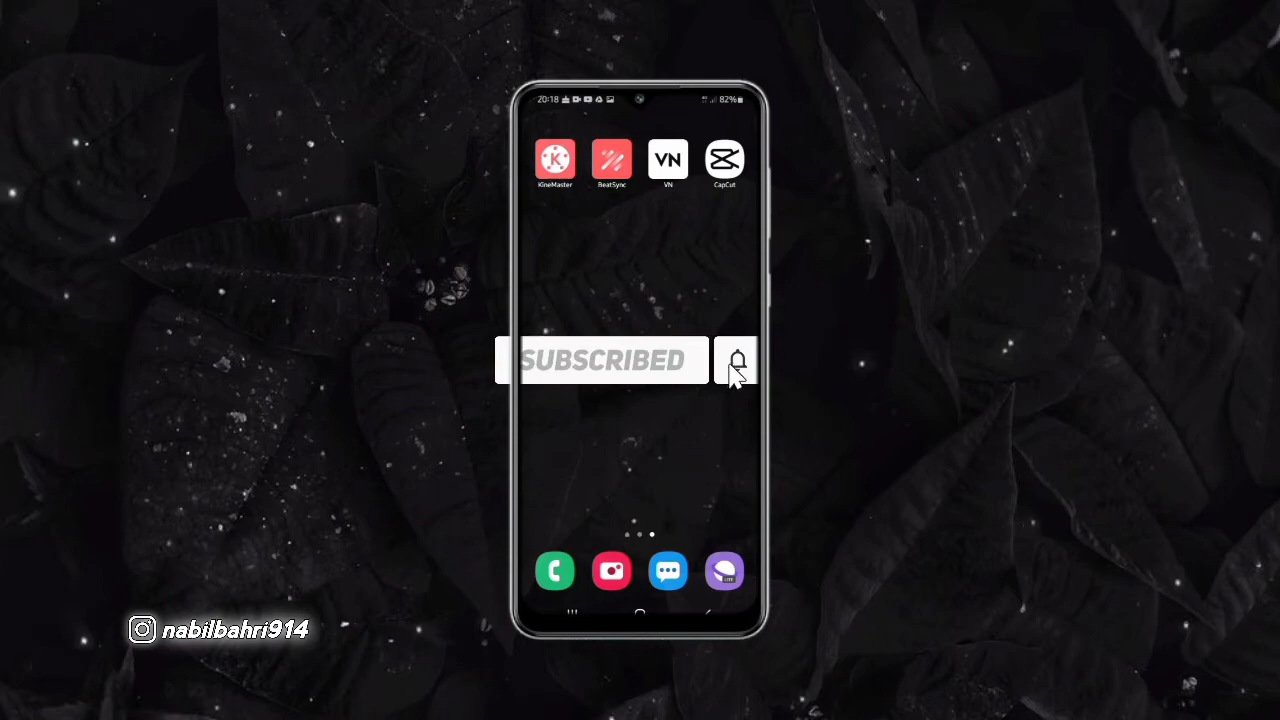 20:18
82%
K
VN
KineMaster
BeatSync
VN
CapCut
SUBSCRIBED
nabilbahri914